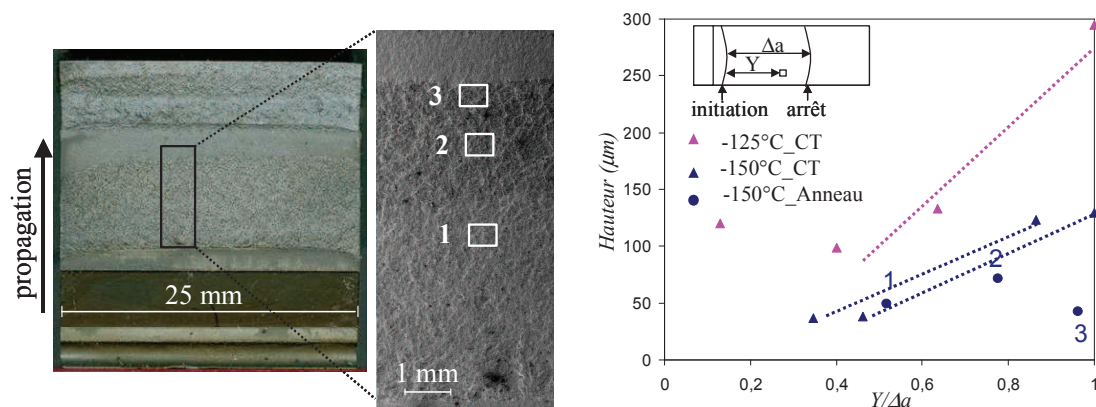 propagation
25 mm
3
2
1
1 mm
Hauteur (µm)
300
250
200
150
100
50
0
Δa
Y
initiation
arrêt
-125°C_CT
-150°C_CT
-150°C_Anneau
1
2
3
0
0,2
0,4
0,6
0,8
1
Y/Δa